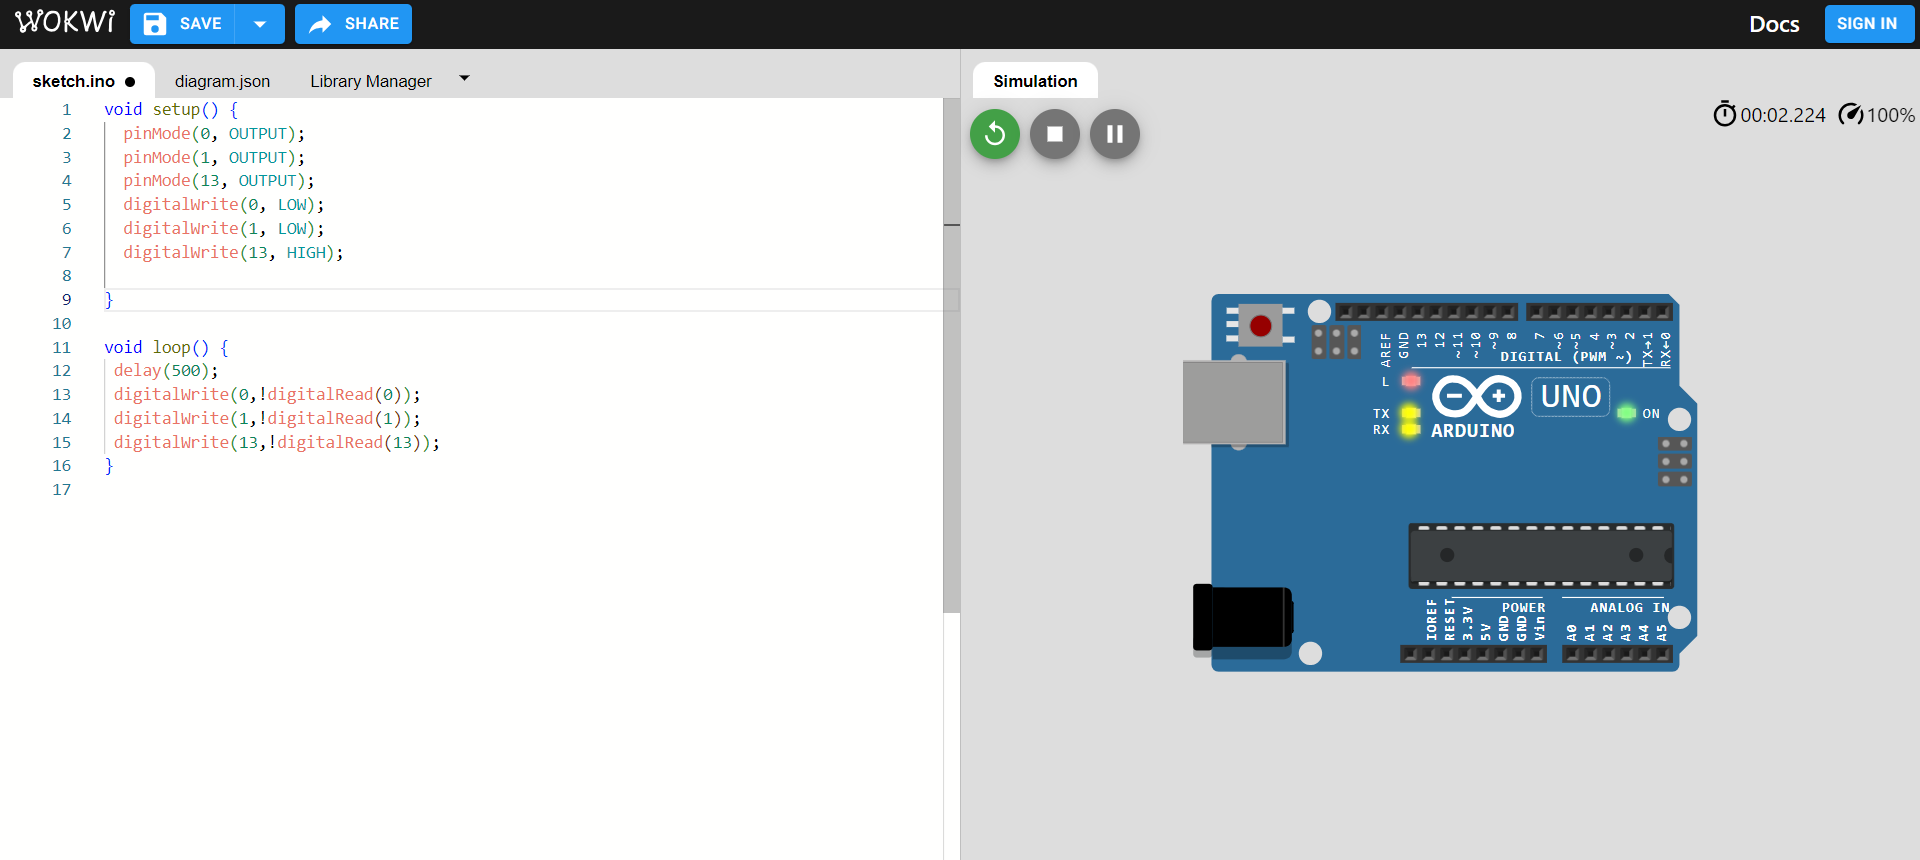 WOKWi SAVE SHARE Docs SIGN IN
sketch.ino diagram.json Library Manager Simulation
00:02.224 100%
1 void setup() {
2 pinMode(0, OUTPUT);
3 pinMode(1, OUTPUT);
4 pinMode(13, OUTPUT);
5 digitalWrite(0, LOW);
6 digitalWrite(1, LOW);
7 digitalWrite(13, HIGH);
8
9 }
10
11 void loop() {
12 delay(500);
13 digitalWrite(0,!digitalRead(0));
14 digitalWrite(1,!digitalRead(1));
15 digitalWrite(13,!digitalRead(13));
16 }
17
AREF GND 13 12 ~11 ~10 ~9 8 7 ~6 ~5 4 ~3 2 TX→1 RX←0
DIGITAL (PWM ~)
L
TX
RX
UNO
ON
ARDUINO
POWER ANALOG IN
IOREF RESET 3.3V 5V GND GND Vin A0 A1 A2 A3 A4 A5